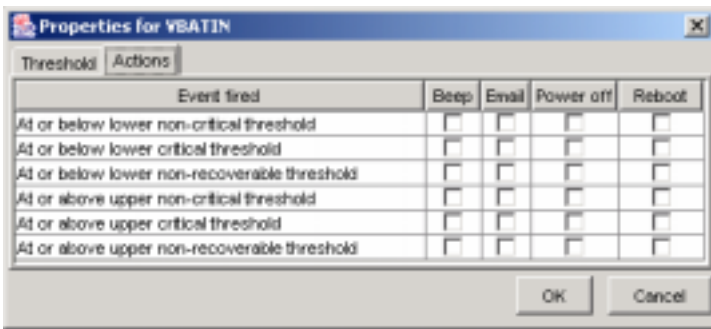 Properties for VBATIN
Threshold Actions
Event fired Beep Email Power off Reboot
At or below lower non-critical threshold
At or below lower critical threshold
At or below lower non-recoverable threshold
At or above upper non-critical threshold
At or above upper critical threshold
At or above upper non-recoverable threshold
OK Cancel